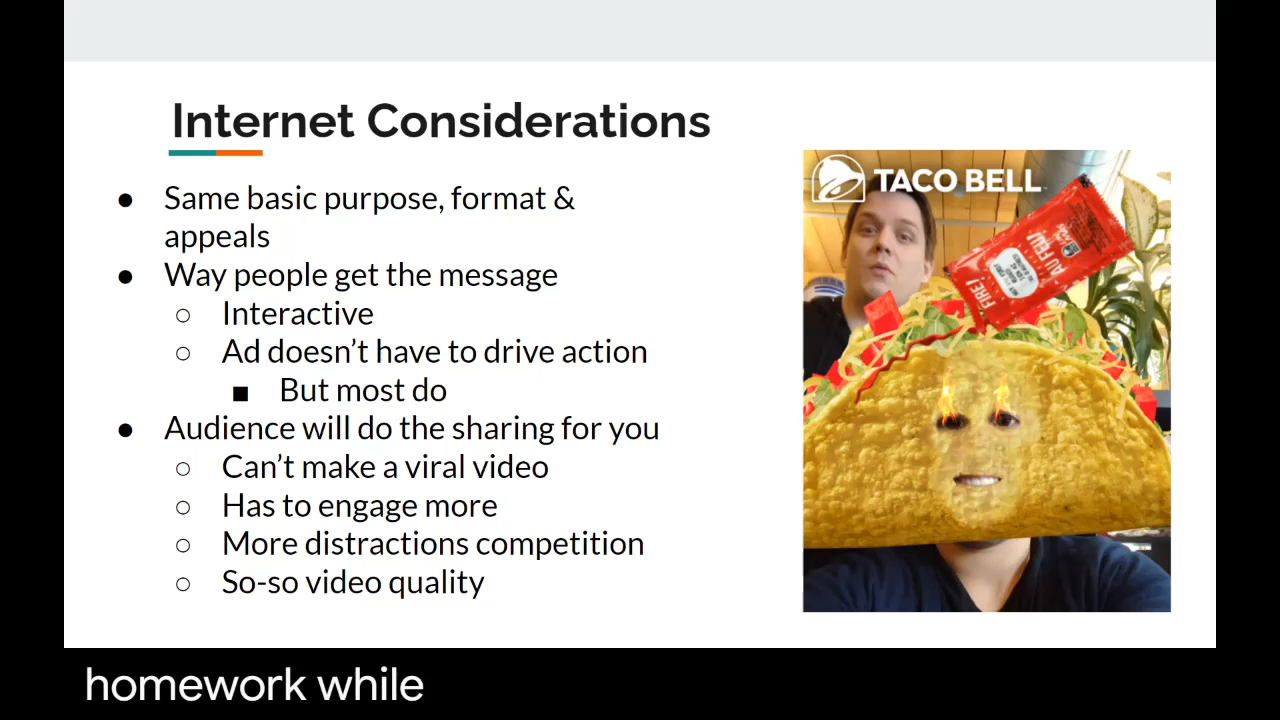 Internet Considerations
● Same basic purpose, format &
appeals
● Way people get the message
○ Interactive
○ Ad doesn't have to drive action
■ But most do
● Audience will do the sharing for you
○ Can't make a viral video
○ Has to engage more
○ More distractions competition
○ So-so video quality
TACO BELL
FIRE!
AU FEU!
homework while